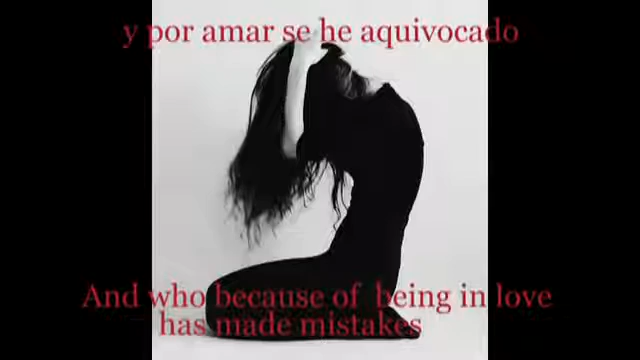 y por amar se he aquivocado
And who because of being in love
has made mistakes